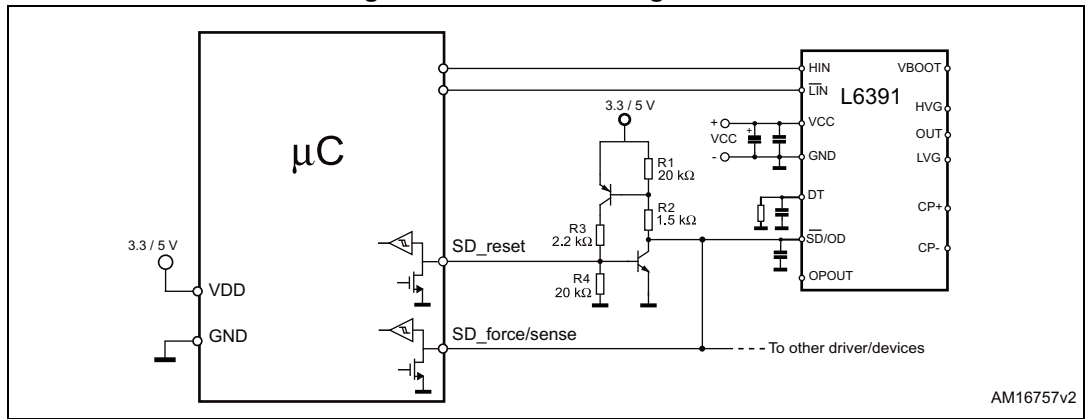 3.3 / 5 V
HIN
VBOOT
L6391
LIN
HVG
+
VCC
-
+
VCC
OUT
GND
LVG
μC
R1
20 kΩ
DT
R2
1.5 kΩ
CP+
R3
2.2 kΩ
SD_reset
SD/OD
CP-
3.3 / 5 V
R4
20 kΩ
OPOUT
VDD
GND
SD_force/sense
To other driver/devices
AM16757v2